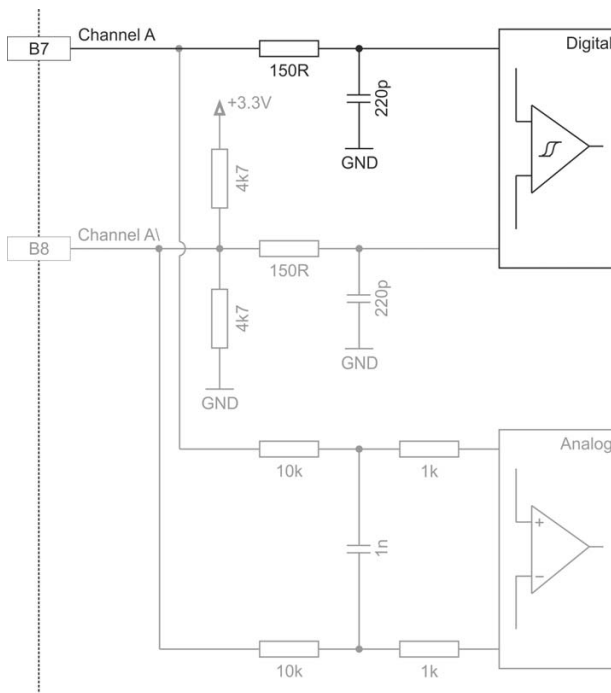 Channel A
Digital
B7
150R
220p
+3.3V
GND
4k7
Channel A\
B8
150R
220p
4k7
GND
GND
Analog
10k
1k
+
1n
−
10k
1k